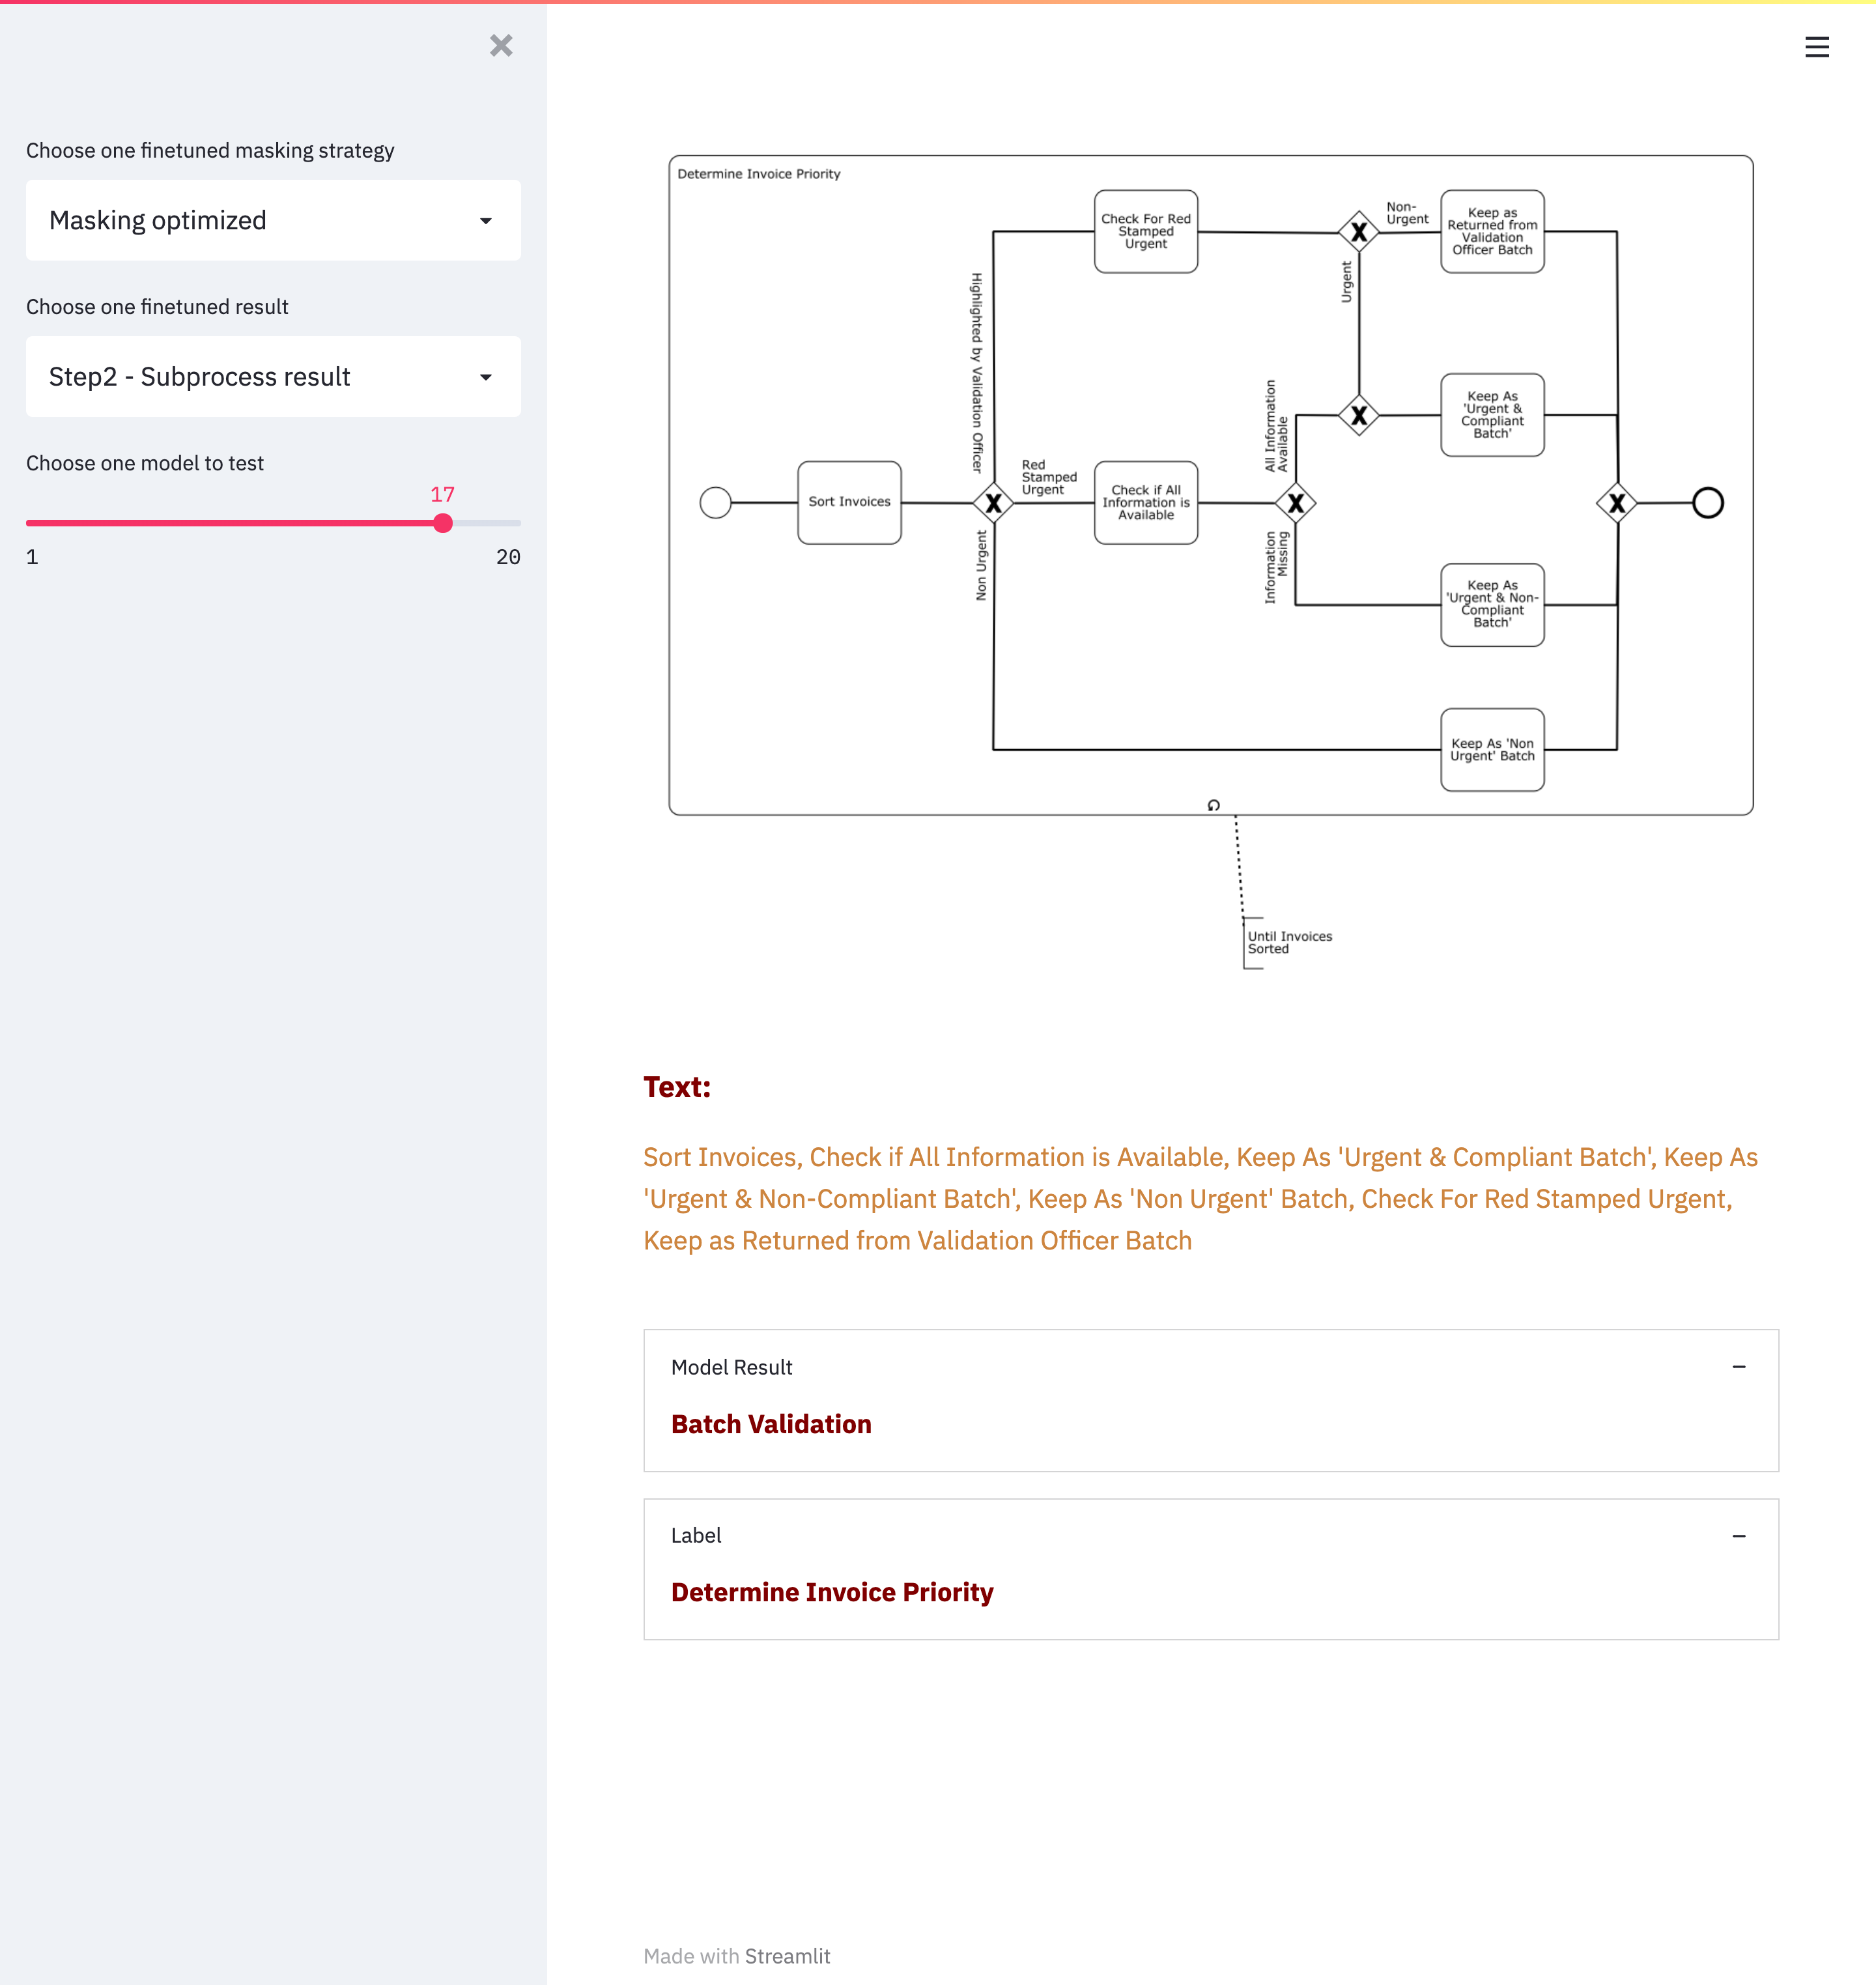 Choose one finetuned masking strategy
Masking optimized
Choose one finetuned result
Step2 - Subprocess result
Choose one model to test
17
1
20
Determine Invoice Priority
Check For Red
Stamped
Urgent
Non-
Urgent
Keep as
Returned from
Validation
Officer Batch
Highlighted by Validation Officer
Urgent
All Information
Available
Keep As
'Urgent &
Compliant
Batch'
Sort Invoices
Red
Stamped
Urgent
Check if All
Information is
Available
Non Urgent
Information
Missing
Keep As
'Urgent & Non-
Compliant
Batch'
Keep As 'Non
Urgent' Batch
Until Invoices
Sorted
Text:
Sort Invoices, Check if All Information is Available, Keep As 'Urgent & Compliant Batch', Keep As
'Urgent & Non-Compliant Batch', Keep As 'Non Urgent' Batch, Check For Red Stamped Urgent,
Keep as Returned from Validation Officer Batch
Model Result
Batch Validation
Label
Determine Invoice Priority
Made with Streamlit